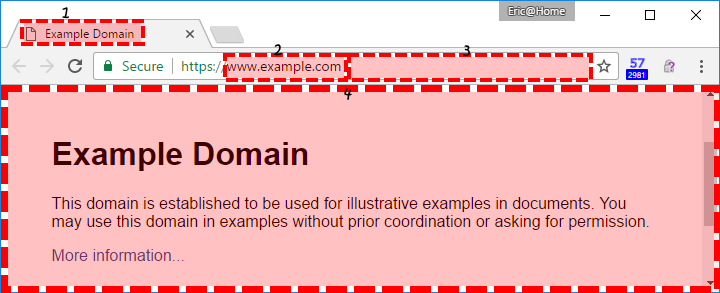 1
Eric@Home
Example Domain
2
3
Secure
https://www.example.com
57
2981
4
Example Domain
This domain is established to be used for illustrative examples in documents. You
may use this domain in examples without prior coordination or asking for permission.
More information...